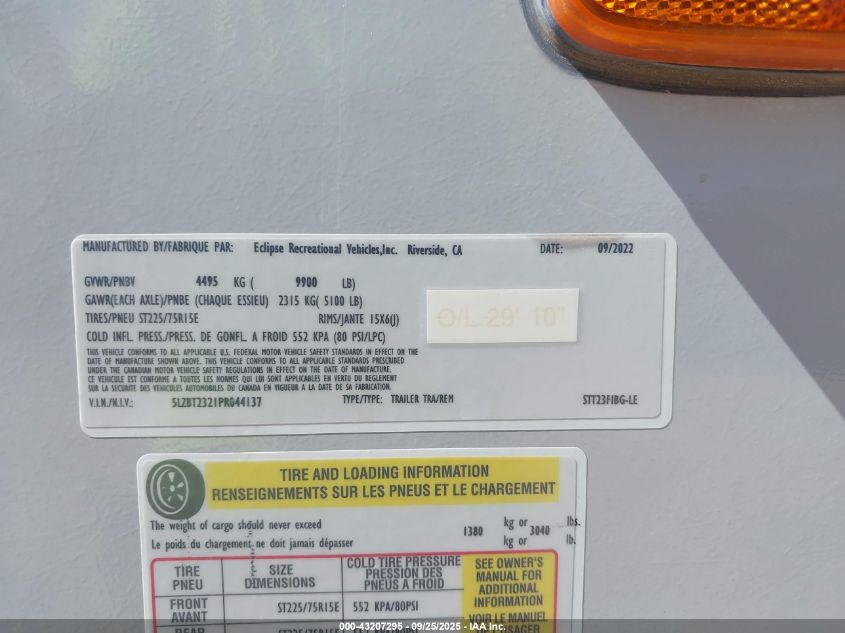 MANUFACTURED BY/FABRIQUE PAR: Eclipse Recreational Vehicles,Inc. Riverside, CA DATE: 09/2022
GVWR/PNBV 4495 KG ( 9900 LB)
GAWR(EACH AXLE)/PNBE (CHAQUE ESSIEU) 2315 KG( 5100 LB)
TIRES/PNEU ST225/75R15E RIMS/JANTE 15X6(J)
O/L 29' 10"
COLD INFL. PRESS./PRESS. DE GONFL. A FROID 552 KPA (80 PSI/LPC)
THIS VEHICLE CONFORMS TO ALL APPLICABLE U.S. FEDERAL MOTOR VEHICLE SAFETY STANDARDS IN EFFECT ON THE
DATE OF MANUFACTURE SHOWN ABOVE. THIS VEHICLE CONFORMS TO ALL APPLICABLE STANDARDS PRESCRIBED
UNDER THE CANADIAN MOTOR VEHICLE SAFETY REGULATIONS IN EFFECT ON THE DATE OF MANUFACTURE.
CE VEHICULE EST CONFORME A TOUTES LES NORMES QUI LUI SONT APPLICABLES EN VERTU DU REGLEMENT
SUR LA SECURITE DES VEHICULES AUTOMOBILES DU CANADA EN VIGUEUR A LA DATE DE SA FABRICATION.
V.I.N./N.I.V.: 5LZBT2321PR044137 TYPE/TYPE: TRAILER TRA/REM STT23FIBG-LE
TIRE AND LOADING INFORMATION
RENSEIGNEMENTS SUR LES PNEUS ET LE CHARGEMENT
The weight of cargo should never exceed 1380 kg or 3040 lbs.
Le poids du chargement ne doit jamais dépasser kg or lb.
TIRE PNEU SIZE DIMENSIONS COLD TIRE PRESSURE
PRESSION DES
PNEUS A FROID
SEE OWNER'S
MANUAL FOR
ADDITIONAL
INFORMATION
VOIR LE MANUEL
FRONT AVANT ST225/75R15E 552 KPA/80PSI
000-43207295 - 09/25/2025 - IAA Inc.